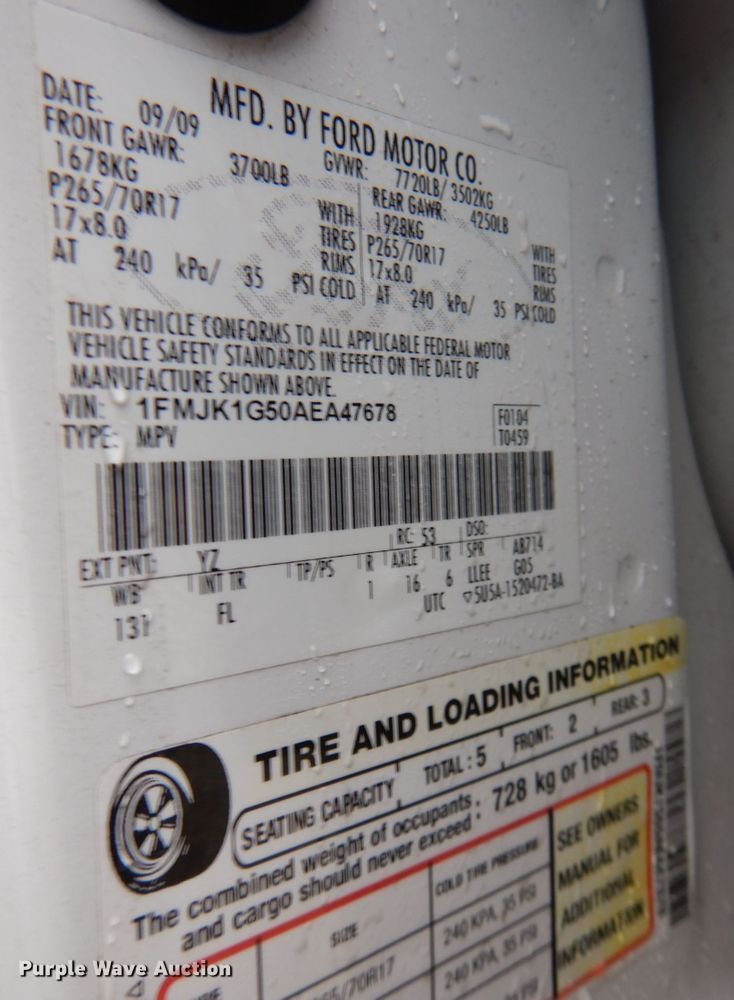 MFD. BY FORD MOTOR CO.
DATE: 09/09 GVWR: 7720LB/ 3502KG
FRONT GAWR: 3700LB REAR GAWR: 4250LB
1678KG WITH 1928KG WITH
P265/70R17 TIRES P265/70R17 TIRES
17x8.0 RIMS 17x8.0 RIMS
AT 240 kPa/ 35 PSI COLD AT 240 kPa/ 35 PSI COLD
THIS VEHICLE CONFORMS TO ALL APPLICABLE FEDERAL MOTOR
VEHICLE SAFETY STANDARDS IN EFFECT ON THE DATE OF
MANUFACTURE SHOWN ABOVE.
VIN: 1FMJK1G50AEA47678 F0104
TYPE: MPV T0459
EXT PNT: YZ RC: 53 DSO:
WB INT TR TP/PS R AXLE TR SPR AB714
131 FL 1 16 6 LLEE G05
UTC ▽5U5A-1520472-BA
TIRE AND LOADING INFORMATION
SEATING CAPACITY TOTAL : 5 FRONT: 2 REAR: 3
The combined weight of occupants
and cargo should never exceed : 728 kg or 1605 lbs.
SIZE COLD TIRE PRESSURE
240 KPA, 35 PSI
/70R17 240 KPA, 35 PSI
SEE OWNERS
MANUAL FOR
ADDITIONAL
INFORMATION
Purple Wave Auction